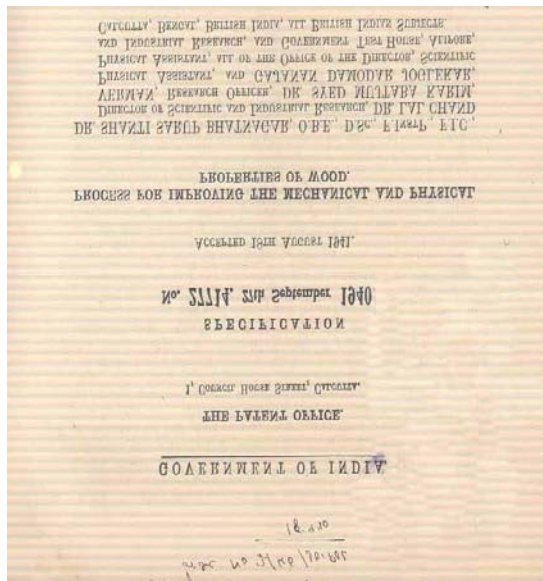 GOVERNMENT OF INDIA.
THE PATENT OFFICE.
1, COUNCIL HOUSE STREET, CALCUTTA.
SPECIFICATION
No. 27714. 27th September 1940
ACCEPTED 18TH AUGUST 1941.
PROCESS FOR IMPROVING THE MECHANICAL AND PHYSICAL
PROPERTIES OF WOOD.
DR. SHANTI SARUP BHATNAGAR, O.B.E., D.SC., F.INST.P., F.I.C.,
DIRECTOR OF SCIENTIFIC AND INDUSTRIAL RESEARCH, DR. LAL CHAND
VERMAN, RESEARCH OFFICER, DR. SYED MUJTABA KARIM,
PHYSICAL ASSISTANT, AND GAJANAN DAMODAR JOGLEKAR,
PHYSICAL ASSISTANT, ALL OF THE OFFICE OF THE DIRECTOR, SCIENTIFIC
AND INDUSTRIAL RESEARCH, AND GOVERNMENT TEST HOUSE, ALIPORE,
CALCUTTA, BENGAL, BRITISH INDIA, ALL BRITISH INDIAN SUBJECTS.